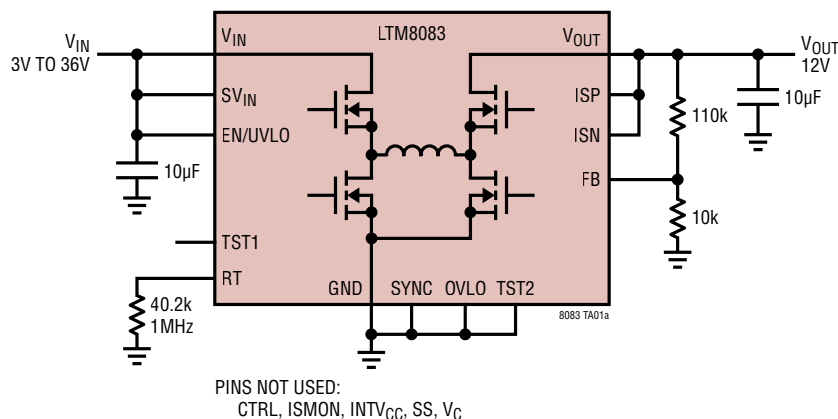 LTM8083
V_IN
3V TO 36V
V_IN
V_OUT
V_OUT
12V
SV_IN
ISP
EN/UVLO
ISN
110k
10µF
10µF
FB
TST1
10k
RT
GND
SYNC
OVLO
TST2
40.2k
1MHz
8083 TA01a
PINS NOT USED:
CTRL, ISMON, INTV_CC, SS, V_C